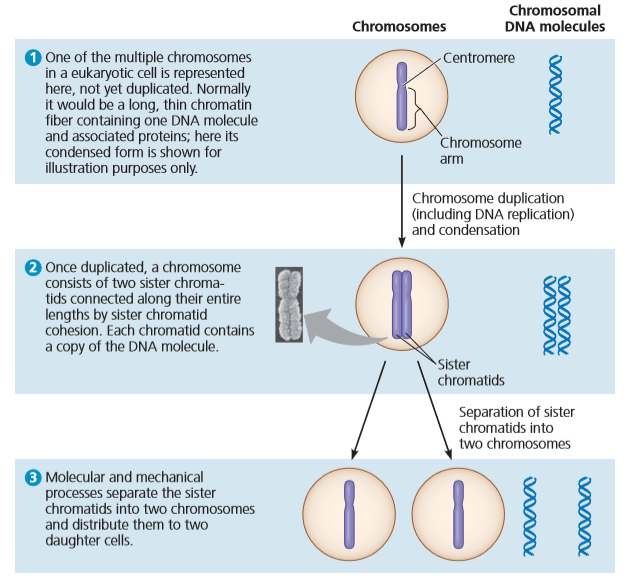 Chromosomes
Chromosomal
DNA molecules
1 One of the multiple chromosomes
in a eukaryotic cell is represented
here, not yet duplicated. Normally
it would be a long, thin chromatin
fiber containing one DNA molecule
and associated proteins; here its
condensed form is shown for
illustration purposes only.
Centromere
Chromosome
arm
Chromosome duplication
(including DNA replication)
and condensation
2 Once duplicated, a chromosome
consists of two sister chroma-
tids connected along their entire
lengths by sister chromatid
cohesion. Each chromatid contains
a copy of the DNA molecule.
Sister
chromatids
Separation of sister
chromatids into
two chromosomes
3 Molecular and mechanical
processes separate the sister
chromatids into two chromosomes
and distribute them to two
daughter cells.